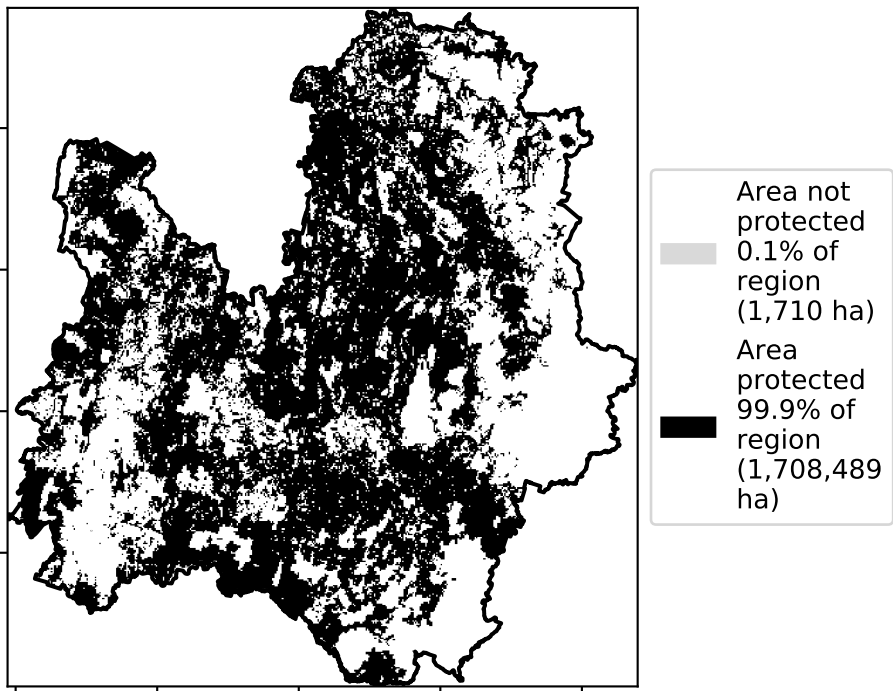 Area not
protected
0.1% of
region
(1,710 ha)
Area
protected
99.9% of
region
(1,708,489
ha)